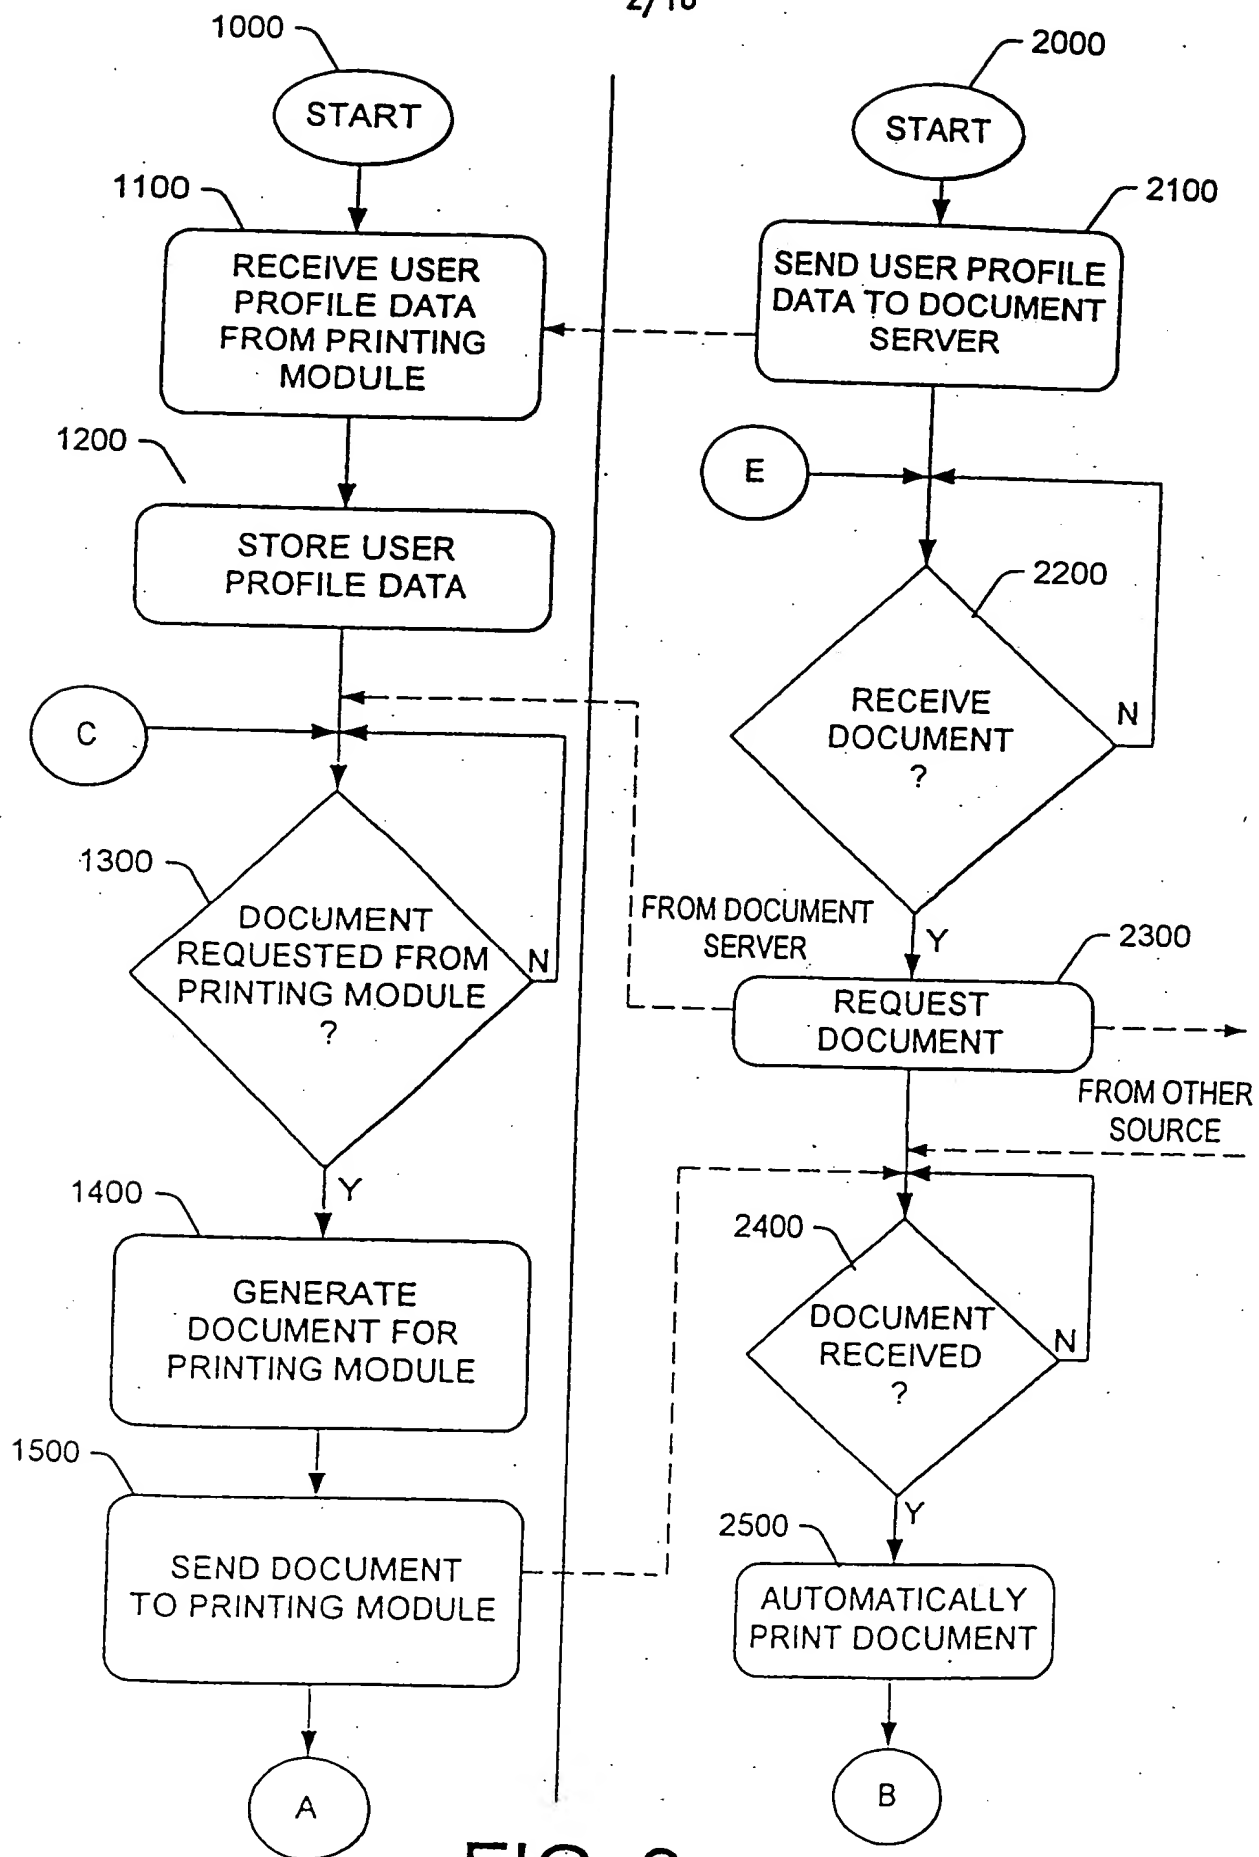 1000
START
1100
RECEIVE USER
PROFILE DATA
FROM PRINTING
MODULE
1200
STORE USER
PROFILE DATA
C
1300
DOCUMENT
REQUESTED FROM
PRINTING MODULE
?
N
Y
1400
GENERATE
DOCUMENT FOR
PRINTING MODULE
1500
SEND DOCUMENT
TO PRINTING MODULE
A
2000
START
2100
SEND USER PROFILE
DATA TO DOCUMENT
SERVER
E
2200
RECEIVE
DOCUMENT
?
N
Y
FROM DOCUMENT
SERVER
2300
REQUEST
DOCUMENT
FROM OTHER
SOURCE
2400
DOCUMENT
RECEIVED
?
N
Y
2500
AUTOMATICALLY
PRINT DOCUMENT
B
FIG.